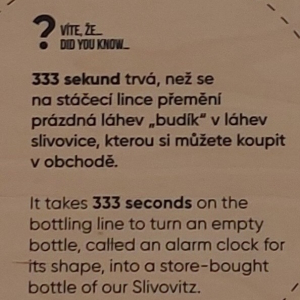 ? VÍTE, ŽE...
DID YOU KNOW...
333 sekund trvá, než se
na stáčecí lince přemění
prázdná láhev „budík“ v láhev
slivovice, kterou si můžete koupit
v obchodě.
It takes 333 seconds on the
bottling line to turn an empty
bottle, called an alarm clock for
its shape, into a store-bought
bottle of our Slivovitz.